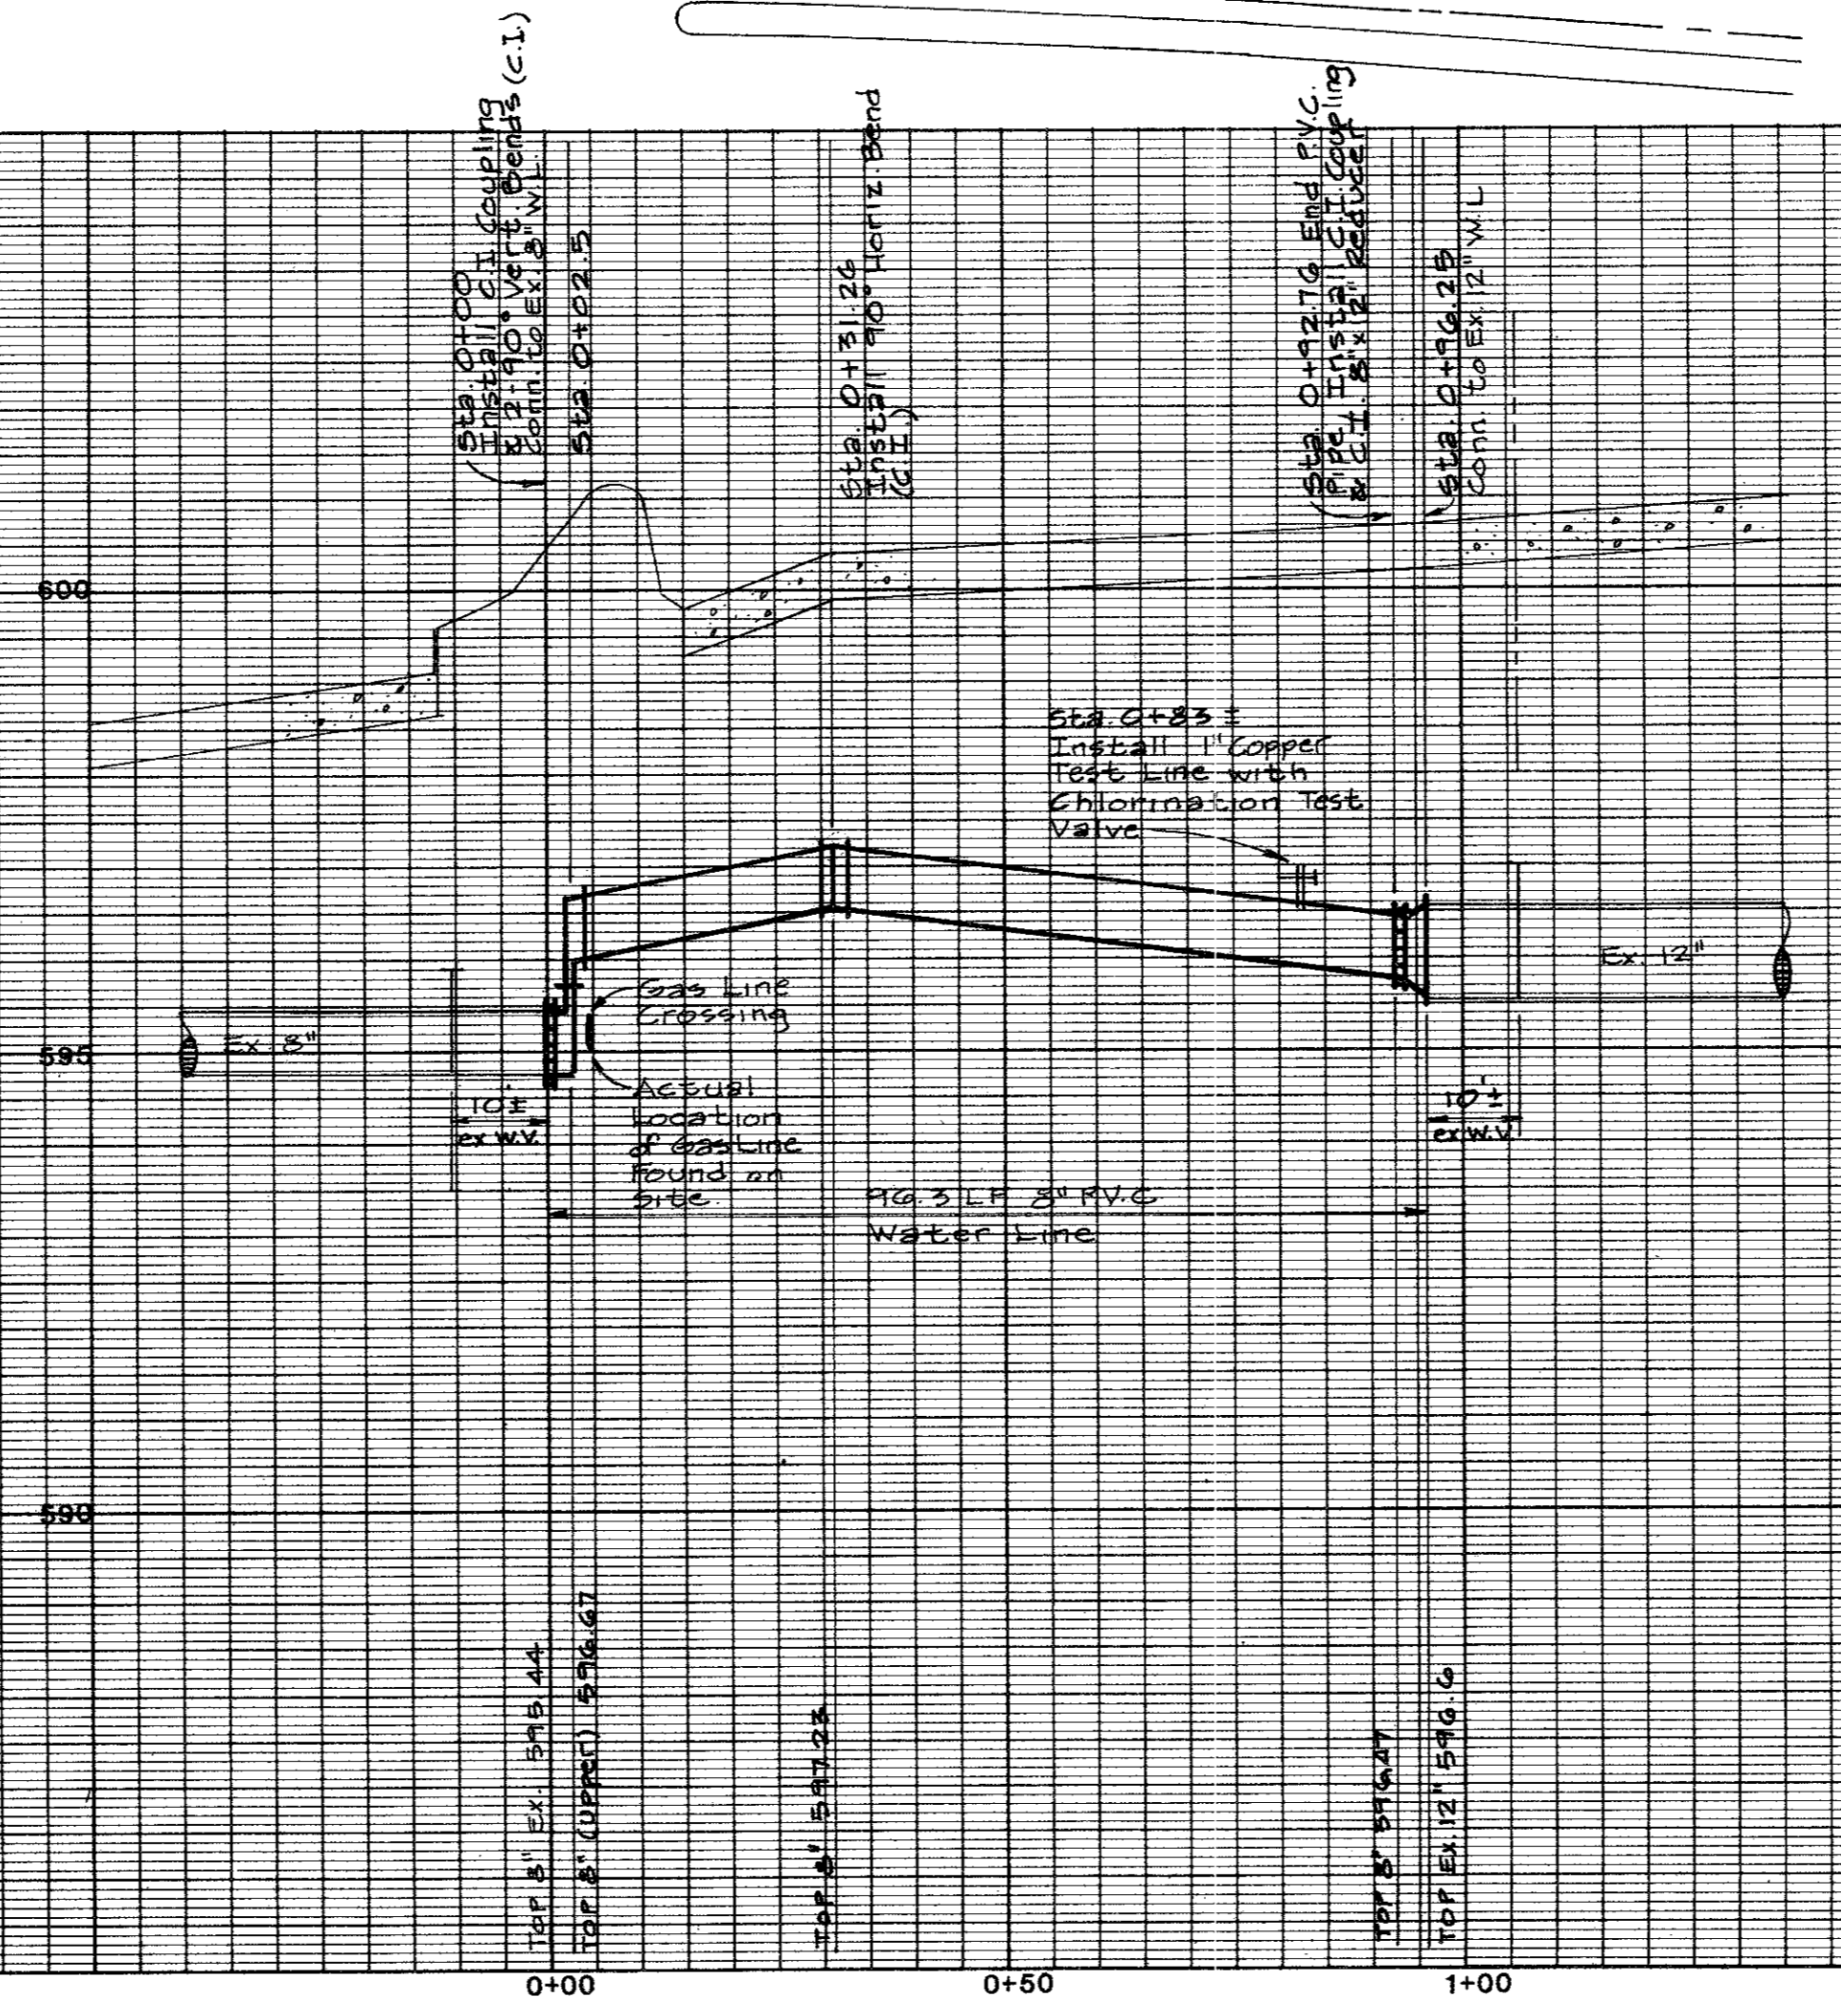 Sta. 0+00
Install C.I. Coupling
& 2-90° Vert. Bends (C.I.)
Conn. to Ex. 8" W.L.
Sta. 0+02.5
Sta. 0+31.26
Install 90° Horiz. Bend
(C.I.)
Sta. 0+92.76 End P.V.C.
Pipe, Install C.I. Coupling
& C.I. 8"x12" Reducer
Sta. 0+96.25
Conn. to Ex. 12" W.L
600
Sta. 0+83 ±
Install 1" Copper
Test Line with
Chlorination Test
Valve
Ex. 12"
Gas Line
Crossing
Ex. 8"
595
Actual
Location
of Gas Line
Found on
Site.
10'±
ex W.V.
10'±
ex W.V.
96.3 LF 8" P.V.C
Water Line
590
TOP 8" EX. 595.44
TOP 8" (UPPER) 596.67
TOP 8" 597.23
TOP 8" 596.47
TOP EX. 12" 596.6
0+00
0+50
1+00